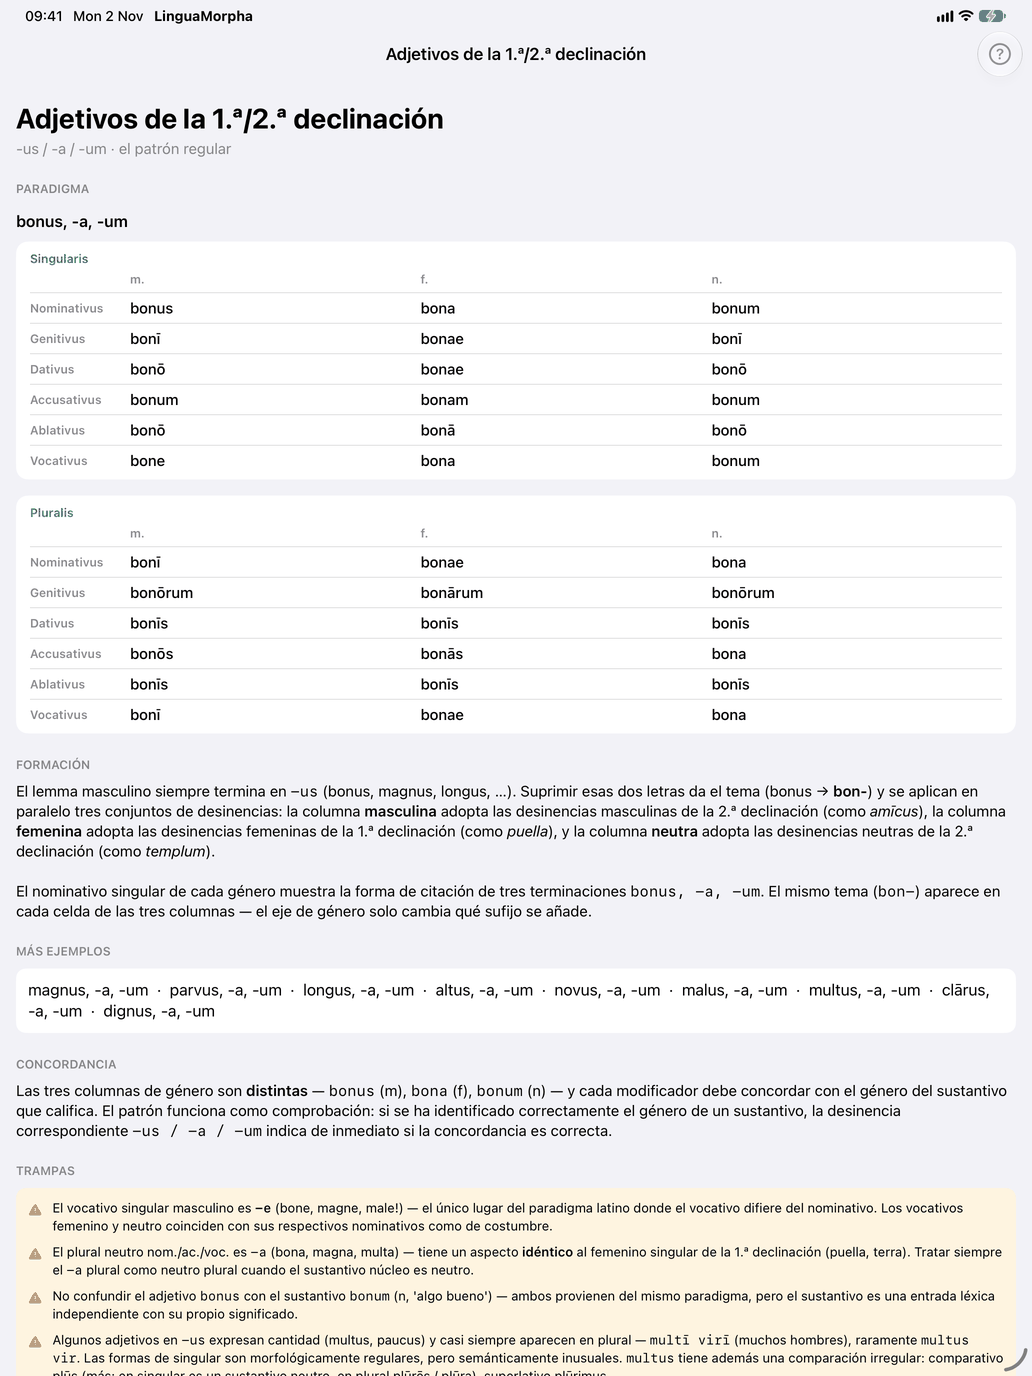 09:41 Mon 2 Nov LinguaMorpha
Adjetivos de la 1.ª/2.ª declinación
Adjetivos de la 1.ª/2.ª declinación
-us / -a / -um · el patrón regular
PARADIGMA
bonus, -a, -um
Singularis
m. f. n.
Nominativus bonus bona bonum
Genitivus bonī bonae bonī
Dativus bonō bonae bonō
Accusativus bonum bonam bonum
Ablativus bonō bonā bonō
Vocativus bone bona bonum
Pluralis
m. f. n.
Nominativus bonī bonae bona
Genitivus bonōrum bonārum bonōrum
Dativus bonīs bonīs bonīs
Accusativus bonōs bonās bona
Ablativus bonīs bonīs bonīs
Vocativus bonī bonae bona
FORMACIÓN
El lemma masculino siempre termina en –us (bonus, magnus, longus, …). Suprimir esas dos letras da el tema (bonus → bon-) y se aplican en
paralelo tres conjuntos de desinencias: la columna masculina adopta las desinencias masculinas de la 2.ª declinación (como amīcus), la columna
femenina adopta las desinencias femeninas de la 1.ª declinación (como puella), y la columna neutra adopta las desinencias neutras de la 2.ª
declinación (como templum).
El nominativo singular de cada género muestra la forma de citación de tres terminaciones bonus, –a, –um. El mismo tema (bon–) aparece en
cada celda de las tres columnas — el eje de género solo cambia qué sufijo se añade.
MÁS EJEMPLOS
magnus, -a, -um · parvus, -a, -um · longus, -a, -um · altus, -a, -um · novus, -a, -um · malus, -a, -um · multus, -a, -um · clārus,
-a, -um · dignus, -a, -um
CONCORDANCIA
Las tres columnas de género son distintas — bonus (m), bona (f), bonum (n) — y cada modificador debe concordar con el género del sustantivo
que califica. El patrón funciona como comprobación: si se ha identificado correctamente el género de un sustantivo, la desinencia
correspondiente –us / –a / –um indica de inmediato si la concordancia es correcta.
TRAMPAS
El vocativo singular masculino es –e (bone, magne, male!) — el único lugar del paradigma latino donde el vocativo difiere del nominativo. Los vocativos
femenino y neutro coinciden con sus respectivos nominativos como de costumbre.
El plural neutro nom./ac./voc. es –a (bona, magna, multa) — tiene un aspecto idéntico al femenino singular de la 1.ª declinación (puella, terra). Tratar siempre
el –a plural como neutro plural cuando el sustantivo núcleo es neutro.
No confundir el adjetivo bonus con el sustantivo bonum (n, 'algo bueno') — ambos provienen del mismo paradigma, pero el sustantivo es una entrada léxica
independiente con su propio significado.
Algunos adjetivos en –us expresan cantidad (multus, paucus) y casi siempre aparecen en plural — multī virī (muchos hombres), raramente multus
vir. Las formas de singular son morfológicamente regulares, pero semánticamente inusuales. multus tiene además una comparación irregular: comparativo
plūs (más; en singular es un sustantivo neutro, en plural plūrēs / plūra), superlativo plūrimus.